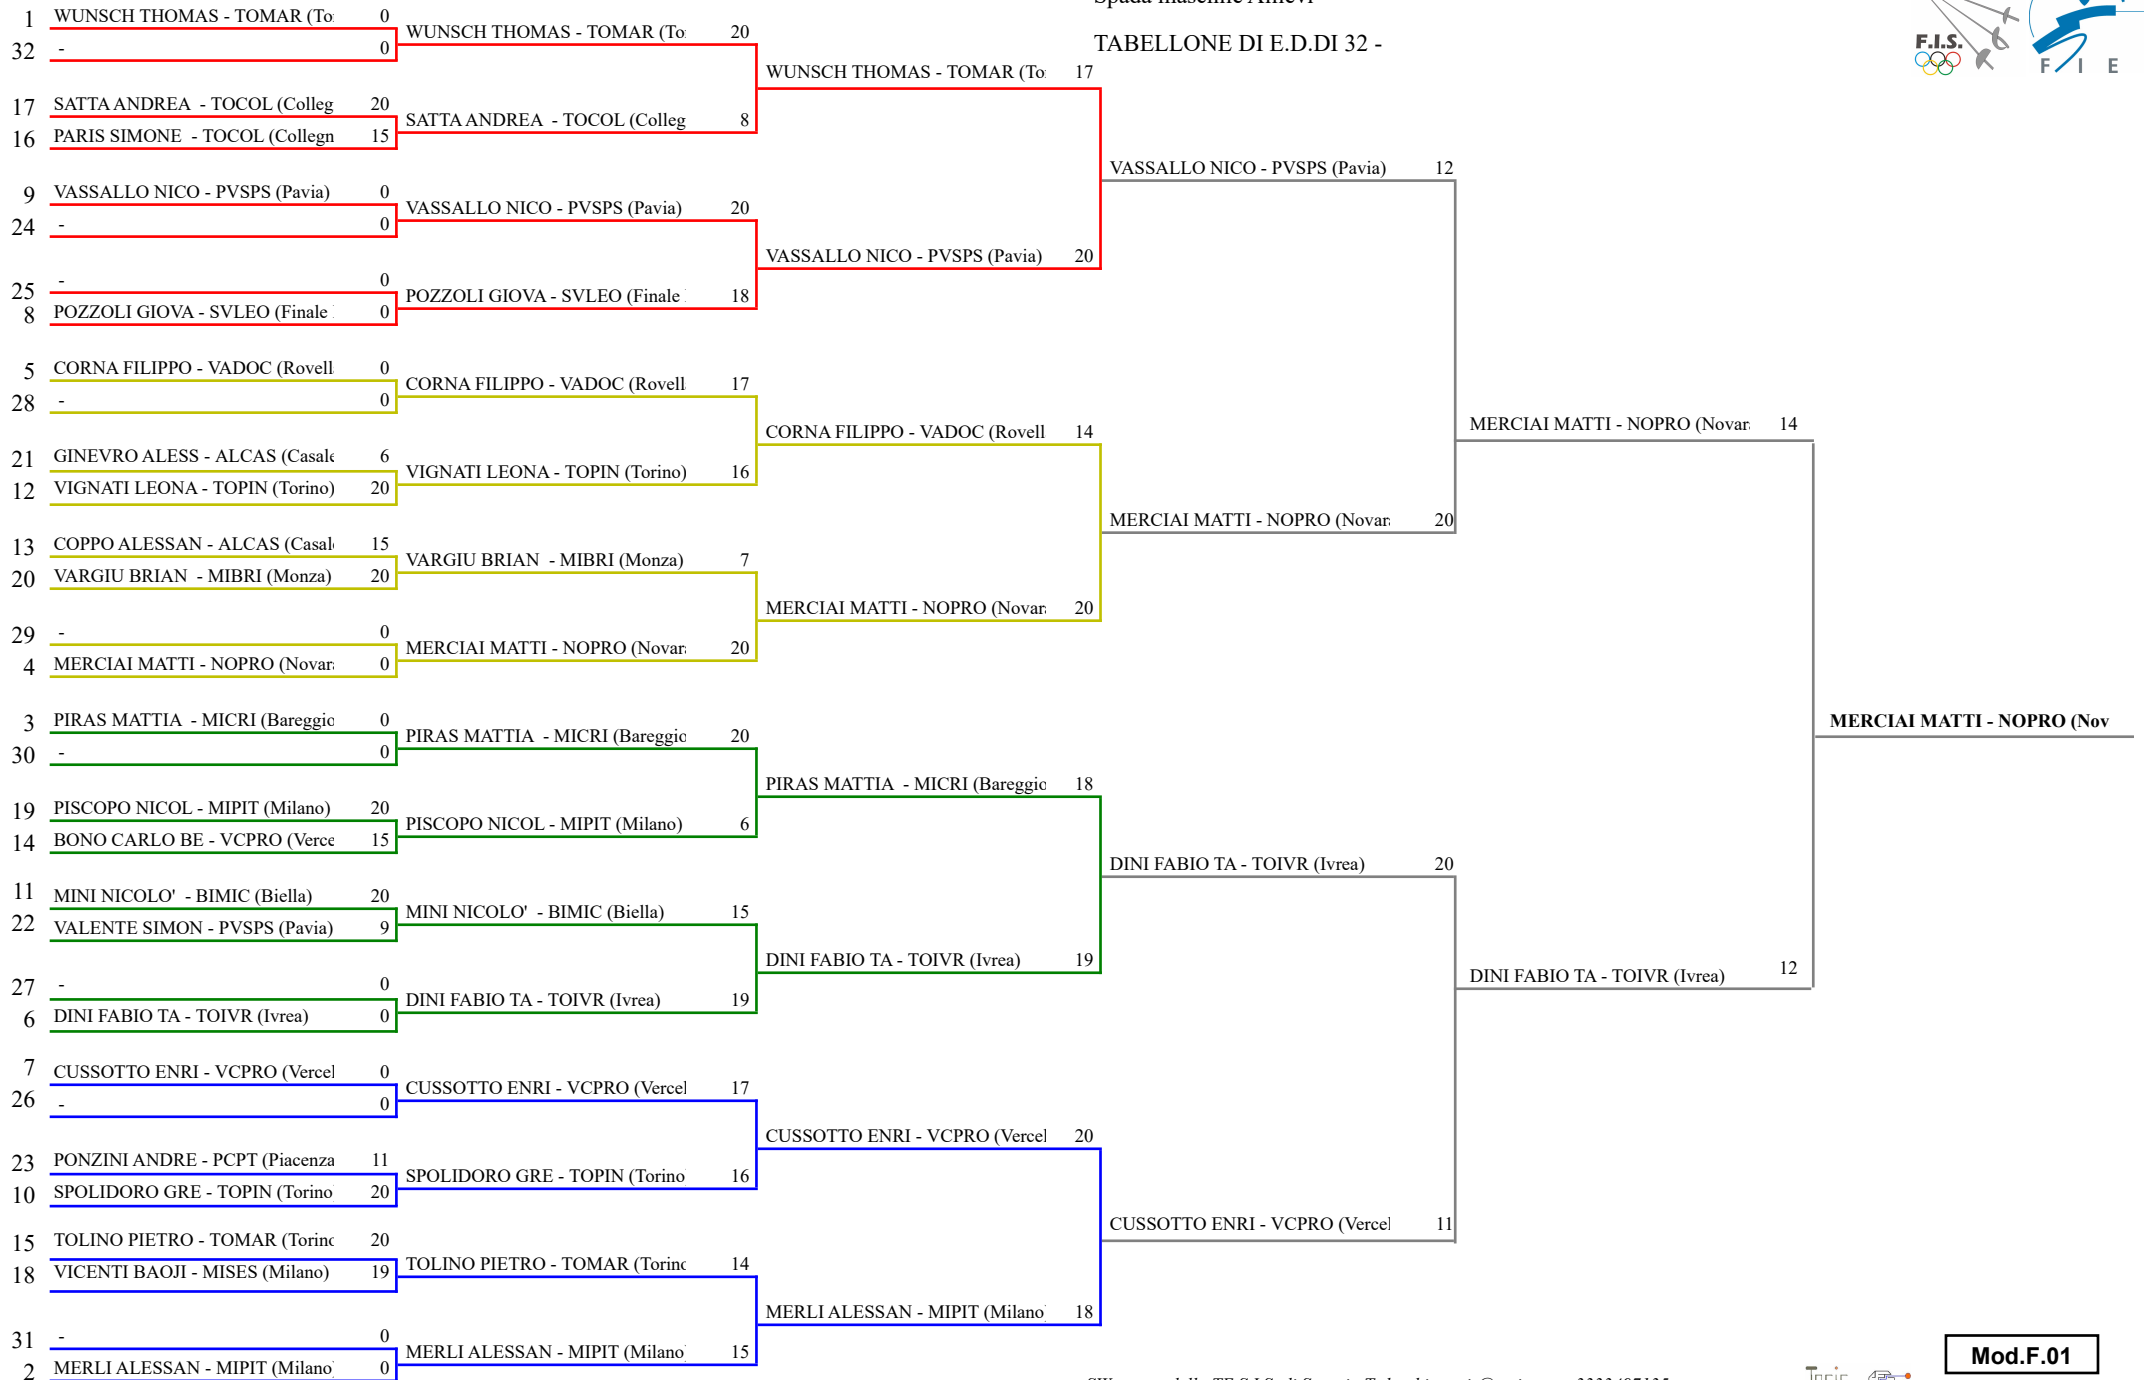 TABELLONE DI E.D.DI 32 -
F.I.S.
F I E
1 WUNSCH THOMAS - TOMAR (To 0
32 - 0
17 SATTA ANDREA - TOCOL (Colleg 20
16 PARIS SIMONE - TOCOL (Collegn 15
9 VASSALLO NICO - PVSPS (Pavia) 0
24 - 0
25 - 0
8 POZZOLI GIOVA - SVLEO (Finale 0
5 CORNA FILIPPO - VADOC (Rovell 0
28 - 0
21 GINEVRO ALESS - ALCAS (Casale 6
12 VIGNATI LEONA - TOPIN (Torino) 20
13 COPPO ALESSAN - ALCAS (Casal 15
20 VARGIU BRIAN - MIBRI (Monza) 20
29 - 0
4 MERCIAI MATTI - NOPRO (Novar 0
3 PIRAS MATTIA - MICRI (Bareggio 0
30 - 0
19 PISCOPO NICOL - MIPIT (Milano) 20
14 BONO CARLO BE - VCPRO (Verce 15
11 MINI NICOLO' - BIMIC (Biella) 20
22 VALENTE SIMON - PVSPS (Pavia) 9
27 - 0
6 DINI FABIO TA - TOIVR (Ivrea) 0
7 CUSSOTTO ENRI - VCPRO (Vercel 0
26 - 0
23 PONZINI ANDRE - PCPT (Piacenza 11
10 SPOLIDORO GRE - TOPIN (Torino 20
15 TOLINO PIETRO - TOMAR (Torino 20
18 VICENTI BAOJI - MISES (Milano) 19
31 - 0
2 MERLI ALESSAN - MIPIT (Milano 0
WUNSCH THOMAS - TOMAR (To 20
SATTA ANDREA - TOCOL (Colleg 8
VASSALLO NICO - PVSPS (Pavia) 20
POZZOLI GIOVA - SVLEO (Finale 18
CORNA FILIPPO - VADOC (Rovell 17
VIGNATI LEONA - TOPIN (Torino) 16
VARGIU BRIAN - MIBRI (Monza) 7
MERCIAI MATTI - NOPRO (Novar 20
PIRAS MATTIA - MICRI (Bareggio 20
PISCOPO NICOL - MIPIT (Milano) 6
MINI NICOLO' - BIMIC (Biella) 15
DINI FABIO TA - TOIVR (Ivrea) 19
CUSSOTTO ENRI - VCPRO (Vercel 17
SPOLIDORO GRE - TOPIN (Torino 16
TOLINO PIETRO - TOMAR (Torino 14
MERLI ALESSAN - MIPIT (Milano 15
WUNSCH THOMAS - TOMAR (To 17
VASSALLO NICO - PVSPS (Pavia) 20
CORNA FILIPPO - VADOC (Rovell 14
MERCIAI MATTI - NOPRO (Novar 20
PIRAS MATTIA - MICRI (Bareggio 18
DINI FABIO TA - TOIVR (Ivrea) 19
CUSSOTTO ENRI - VCPRO (Vercel 20
MERLI ALESSAN - MIPIT (Milano 18
VASSALLO NICO - PVSPS (Pavia) 12
MERCIAI MATTI - NOPRO (Novar 20
DINI FABIO TA - TOIVR (Ivrea) 20
CUSSOTTO ENRI - VCPRO (Vercel 11
MERCIAI MATTI - NOPRO (Novar 14
DINI FABIO TA - TOIVR (Ivrea) 12
MERCIAI MATTI - NOPRO (Nov
Mod.F.01